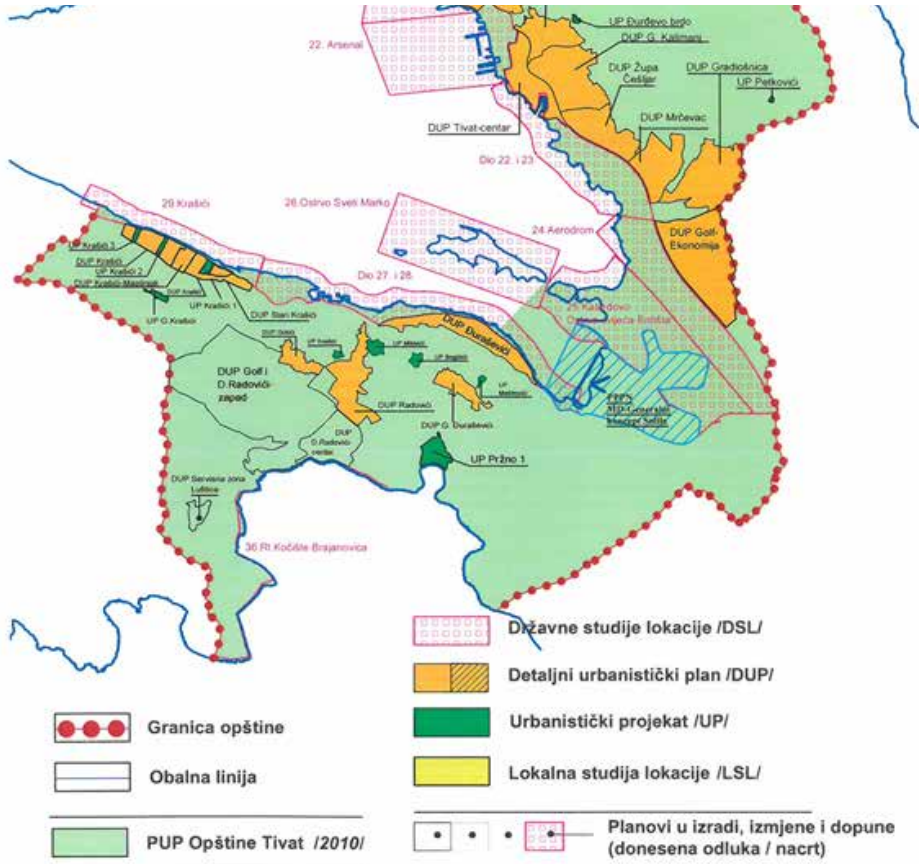 22. Arsenal
UP Đurđevo brdo
DUP G. Kalimanj
DUP Župa
Češljar
DUP Gradiošnica
UP Petkovići
DUP Mrčevac
DUP Tivat-centar
Dio 22. i 23.
29.Krašići
26.Ostrvo Sveti Marko
24 Aerodrom
DUP Golf-
Ekonomija
Dio 27. i 28.
UP Krašići 3
DUP Krašići
UP Krašići 2
UP Krašići 1
DUP Stari Krašići
UP G.Krašići
DUP Đuraševići
DUP Golf i
D.Radovići-
zapad
DUP Radovići
DUP G. Đuraševići
DUP
D.Radovići-
centar
UP Pržno 1
DUP Servisna zona
Luštica
36.Rt Kočište Brajanovica
Državne studije lokacije /DSL/
Detaljni urbanistički plan /DUP/
Urbanistički projekat /UP/
Lokalna studija lokacije /LSL/
Planovi u izradi, izmjene i dopune
(donesena odluka / nacrt)
Granica opštine
Obalna linija
PUP Opštine Tivat /2010/